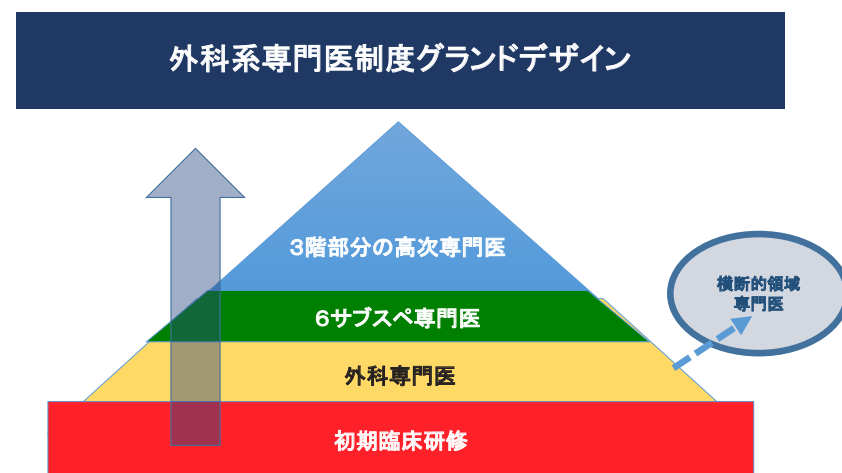 外科系専門医制度グランドデザイン
3階部分の高次専門医
横断的領域
専門医
6サブスペ専門医
外科専門医
初期臨床研修